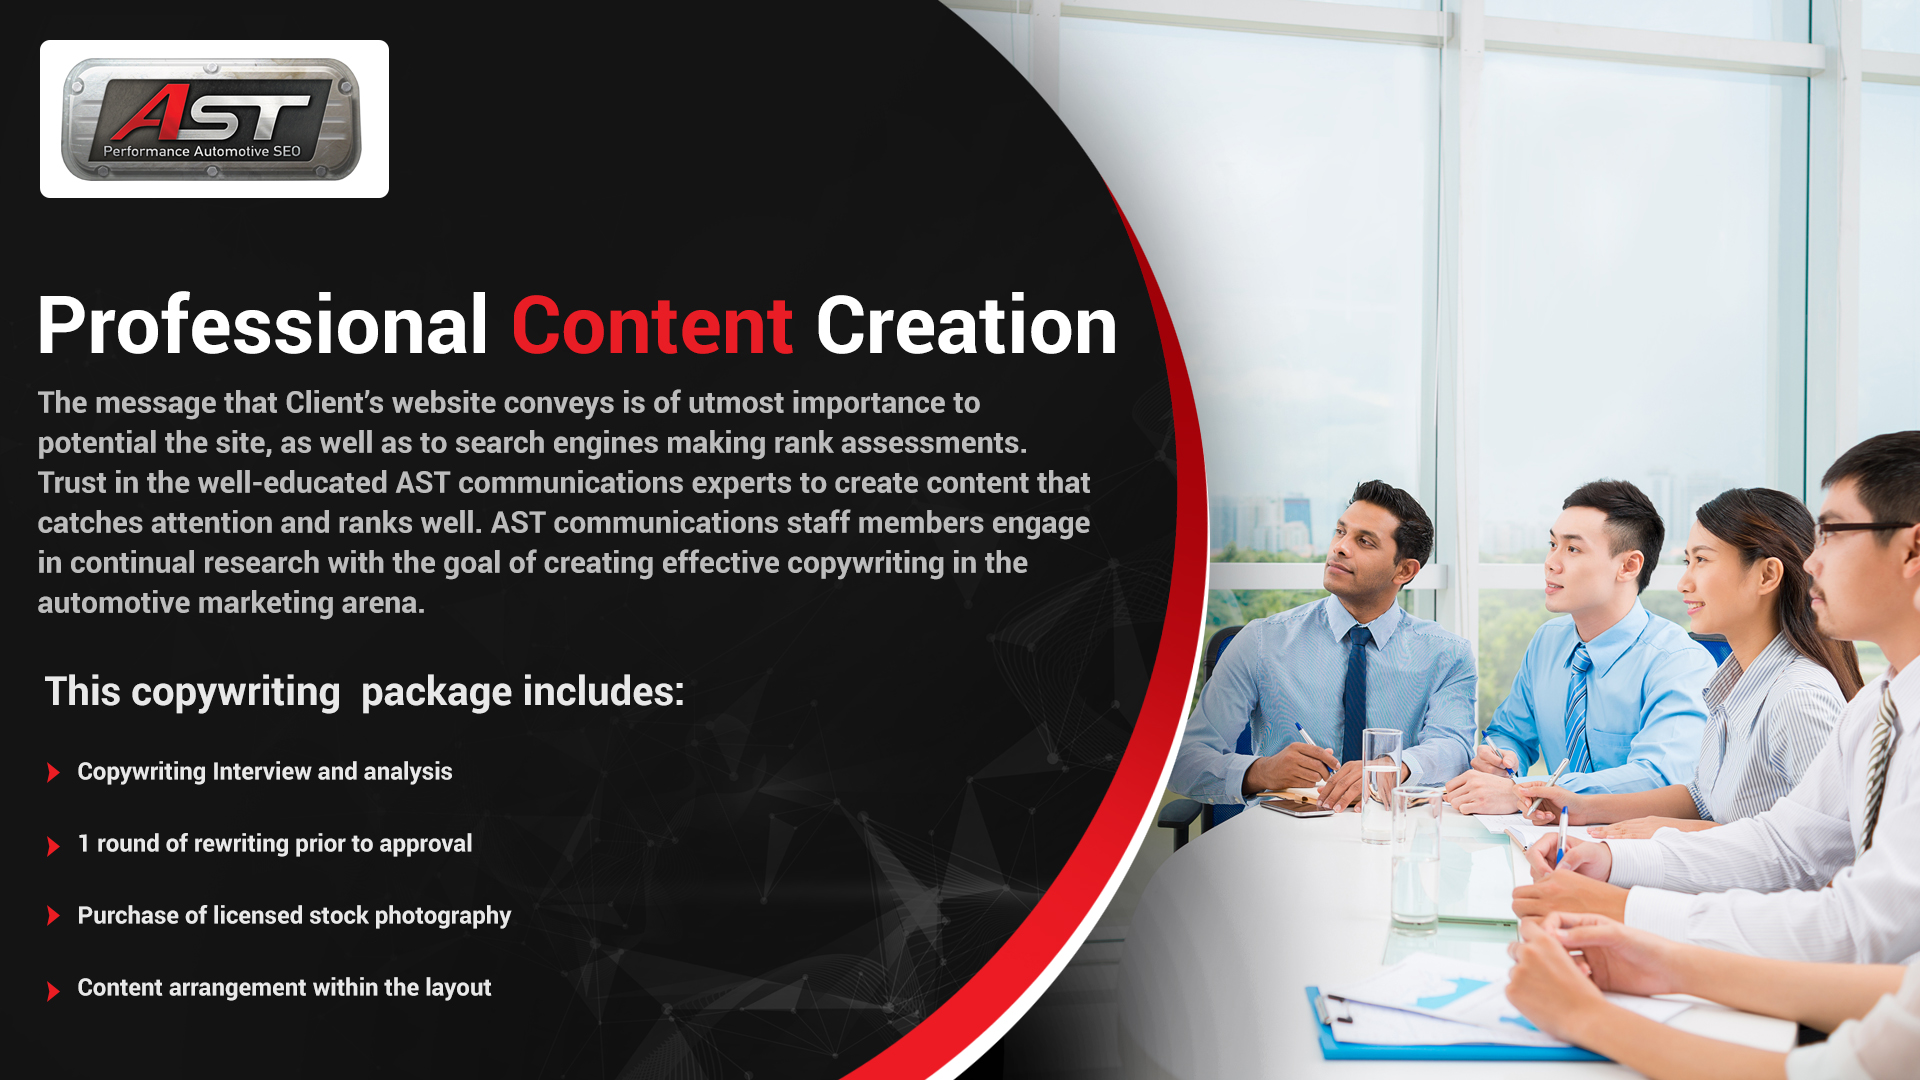 AST
Performance Automotive SEO
Professional Content Creation
The message that Client’s website conveys is of utmost importance to
potential the site, as well as to search engines making rank assessments.
Trust in the well-educated AST communications experts to create content that
catches attention and ranks well. AST communications staff members engage
in continual research with the goal of creating effective copywriting in the
automotive marketing arena.
This copywriting  package includes:
Copywriting Interview and analysis
1 round of rewriting prior to approval
Purchase of licensed stock photography
Content arrangement within the layout